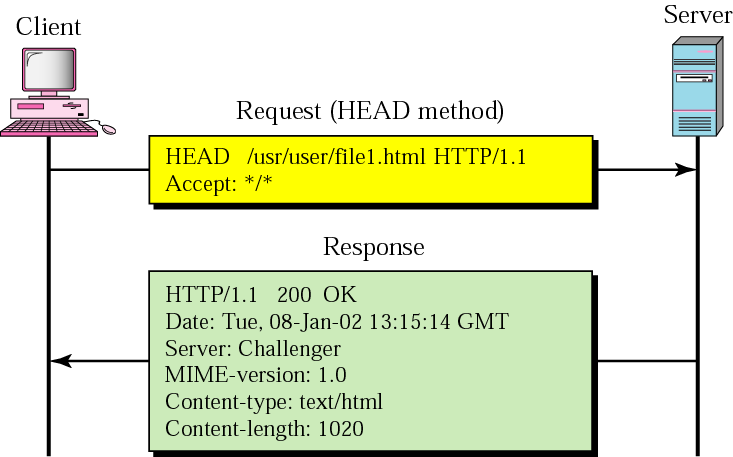 Client
Server
Request (HEAD method)
HEAD /usr/user/file1.html HTTP/1.1
Accept: */*
Response
HTTP/1.1 200 OK
Date: Tue, 08-Jan-02 13:15:14 GMT
Server: Challenger
MIME-version: 1.0
Content-type: text/html
Content-length: 1020